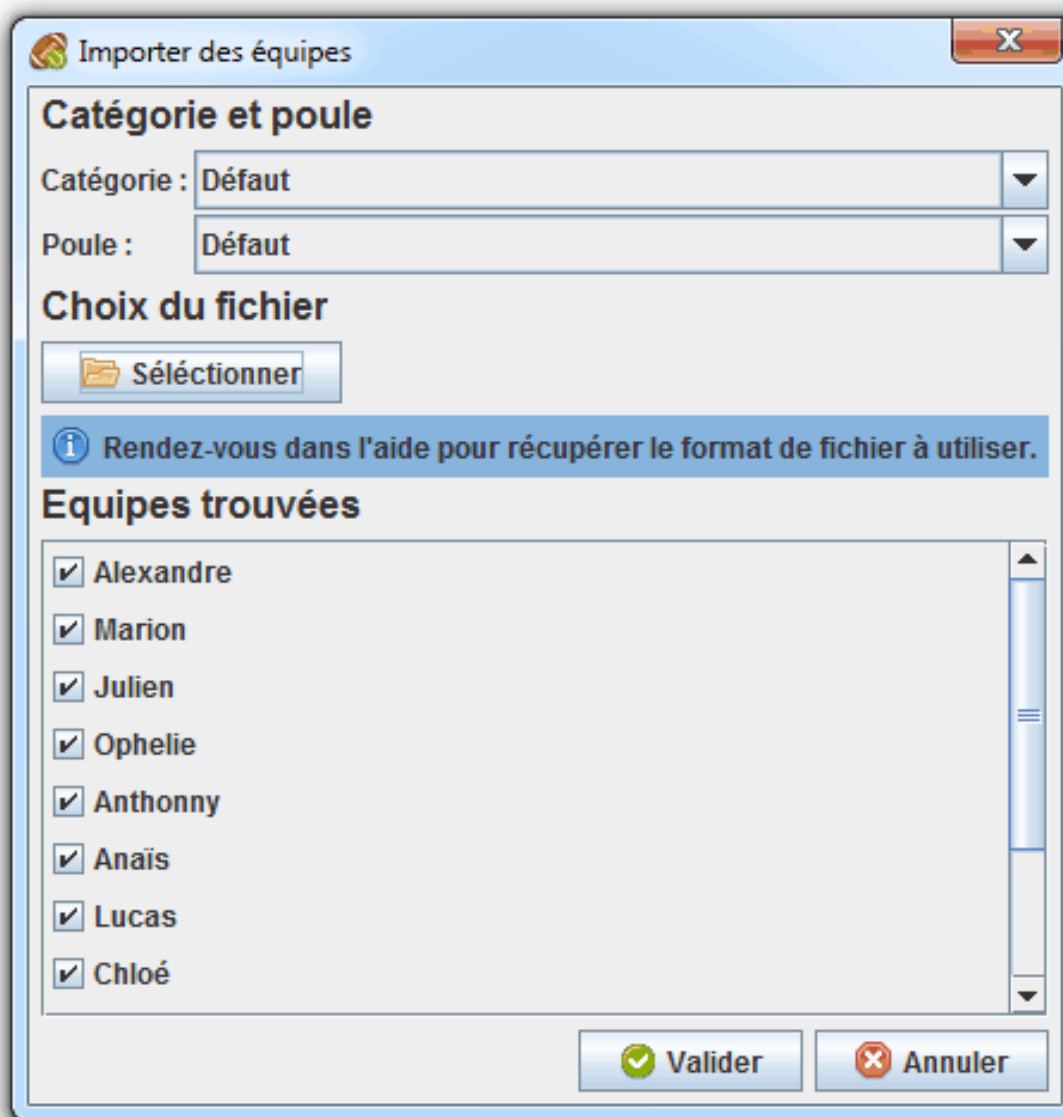 Importer des équipes
Catégorie et poule
Catégorie : Défaut
Poule : Défaut
Choix du fichier
Séléctionner
Rendez-vous dans l'aide pour récupérer le format de fichier à utiliser.
Equipes trouvées
Alexandre
Marion
Julien
Ophelie
Anthonny
Anaïs
Lucas
Chloé
Valider Annuler